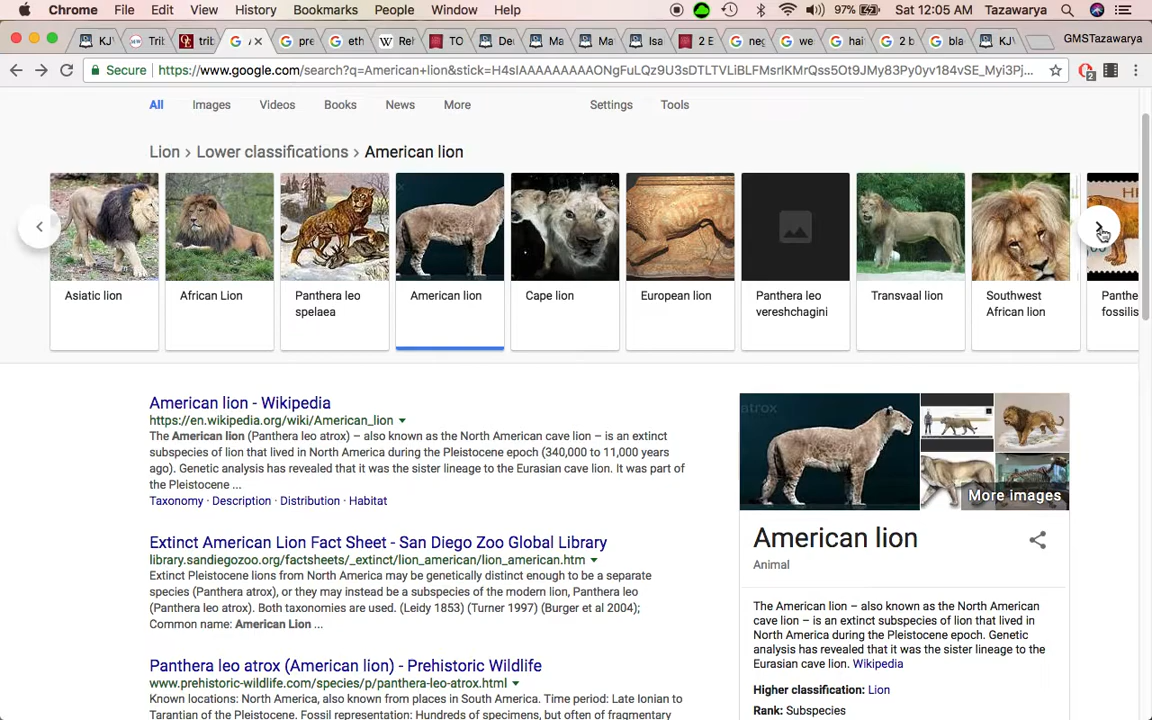 Chrome File Edit View History Bookmarks People Window Help 97% Sat 12:05 AM Tazawarya
KJV Trib trib A pre eth Reh TO Deu Ma Ma Isa 2 E neg we hai 2 b bla KJV GMSTazawarya
Secure https://www.google.com/search?q=American+lion&stick=H4sIAAAAAAAAAONgFuLQz9U3sDTLTVLiBLFMsrIKMrQss5Ot9JMy83Py0yv184vSE_Myi3Pj... 2
All Images Videos Books News More Settings Tools
Lion > Lower classifications > American lion
Asiatic lion
African Lion
Panthera leo
spelaea
American lion
Cape lion
European lion
Panthera leo
vereshchagini
Transvaal lion
Southwest
African lion
Panthe
fossilis
American lion - Wikipedia
https://en.wikipedia.org/wiki/American_lion
The American lion (Panthera leo atrox) – also known as the North American cave lion – is an extinct
subspecies of lion that lived in North America during the Pleistocene epoch (340,000 to 11,000 years
ago). Genetic analysis has revealed that it was the sister lineage to the Eurasian cave lion. It was part of
the Pleistocene ...
Taxonomy · Description · Distribution · Habitat
Extinct American Lion Fact Sheet - San Diego Zoo Global Library
library.sandiegozoo.org/factsheets/_extinct/lion_american/lion_american.htm
Extinct Pleistocene lions from North America may be genetically distinct enough to be a separate
species (Panthera atrox), or they may instead be a subspecies of the modern lion, Panthera leo
(Panthera leo atrox). Both taxonomies are used. (Leidy 1853) (Turner 1997) (Burger et al 2004);
Common name: American Lion ...
Panthera leo atrox (American lion) - Prehistoric Wildlife
www.prehistoric-wildlife.com/species/p/panthera-leo-atrox.html
Known locations: North America, also known from places in South America. Time period: Late Ionian to
Tarantian of the Pleistocene. Fossil representation: Hundreds of specimens, but often of fragmentary
atrox
More images
American lion
Animal
The American lion – also known as the North American
cave lion – is an extinct subspecies of lion that lived in
North America during the Pleistocene epoch. Genetic
analysis has revealed that it was the sister lineage to the
Eurasian cave lion. Wikipedia
Higher classification: Lion
Rank: Subspecies